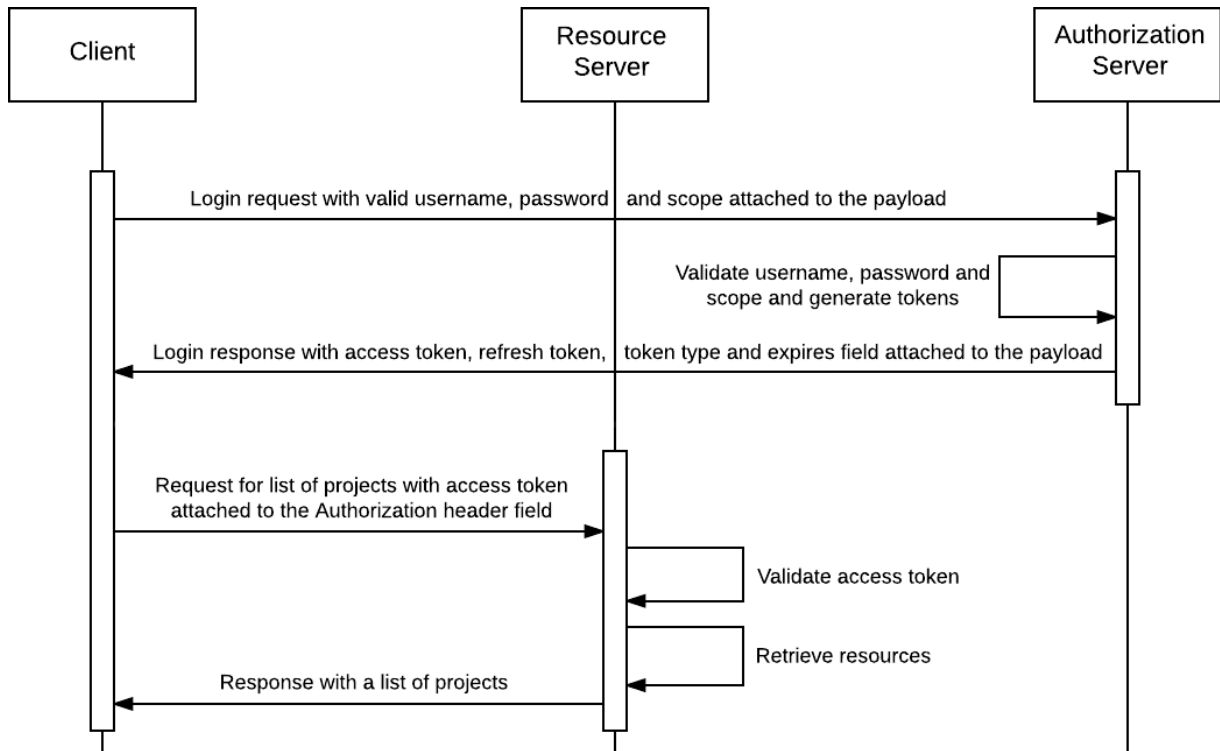 Client
Resource
Server
Authorization
Server
Login request with valid username, password and scope attached to the payload
Validate username, password and
scope and generate tokens
Login response with access token, refresh token, token type and expires field attached to the payload
Request for list of projects with access token
attached to the Authorization header field
Validate access token
Retrieve resources
Response with a list of projects